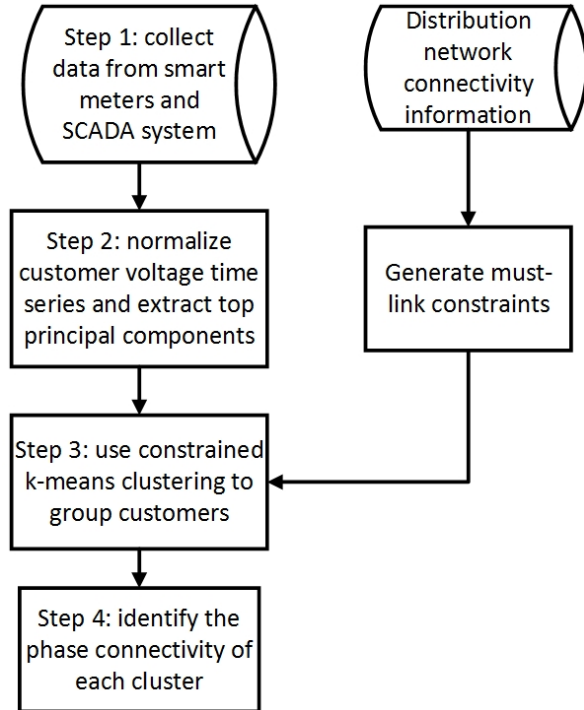 Step 1: collect
data from smart
meters and
SCADA system
Distribution
network
connectivity
information
Step 2: normalize
customer voltage time
series and extract top
principal components
Generate must-
link constraints
Step 3: use constrained
k-means clustering to
group customers
Step 4: identify the
phase connectivity of
each cluster